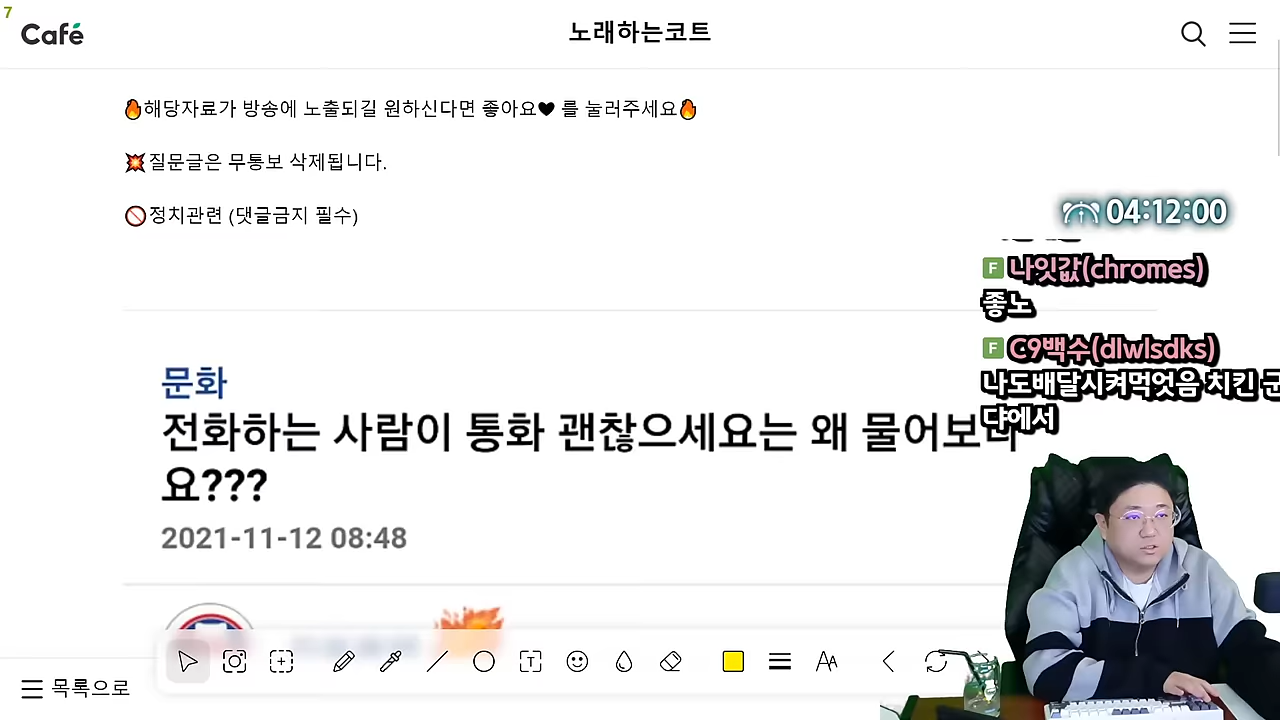 7
Café
노래하는코트
🔥해당자료가 방송에 노출되길 원하신다면 좋아요🖤 를 눌러주세요🔥
💥질문글은 무통보 삭제됩니다.
🚫정치관련 (댓글금지 필수)
04:12:00
F 나잇값(chromes)
좋노
F C9백수(dlwlsdks)
나도배달시켜먹엇음 치킨 군
댜에서
문화
전화하는 사람이 통화 괜찮으세요는 왜 물어보나
요???
2021-11-12 08:48
목록으로